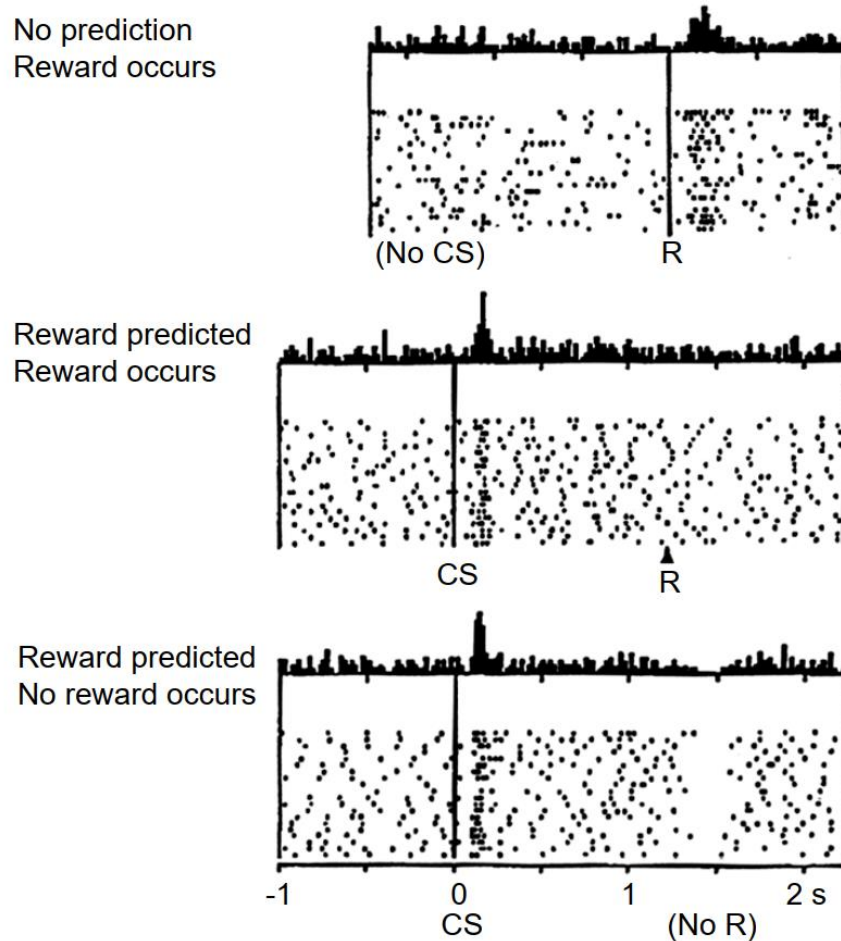 No prediction
Reward occurs
(No CS) R
Reward predicted
Reward occurs
CS
R
Reward predicted
No reward occurs
-1 0 1 2 s
CS (No R)